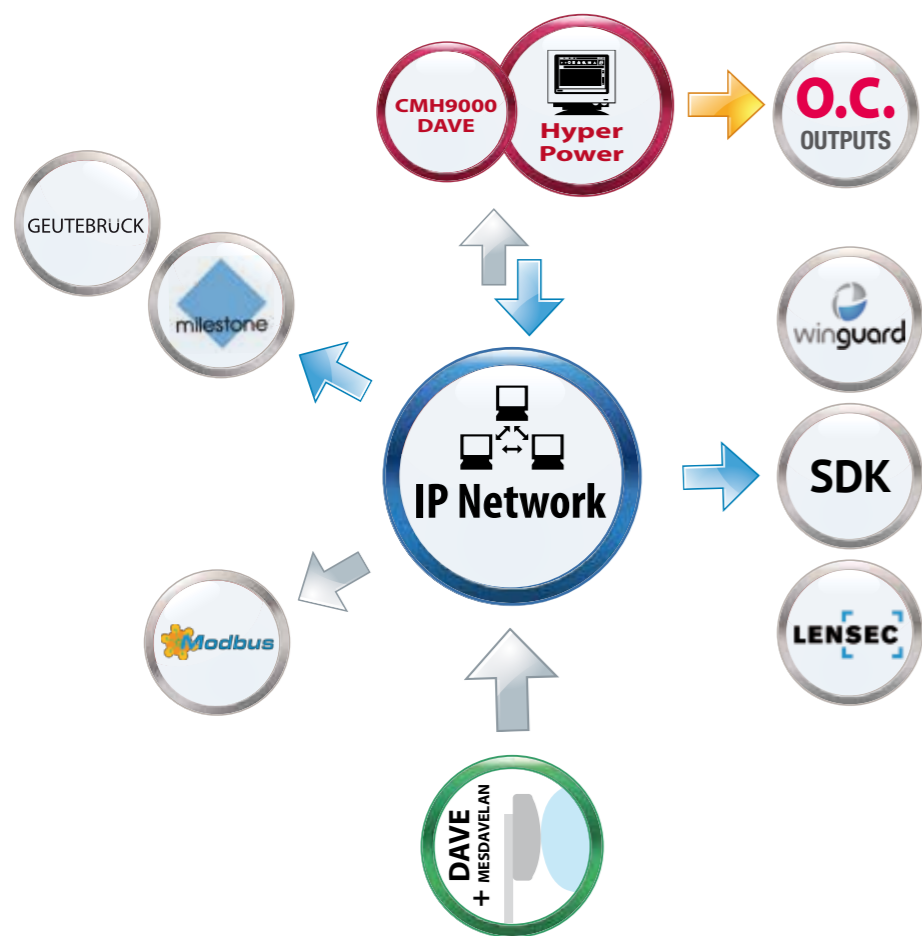 CMH9000
DAVE
Hyper
Power
O.C.
OUTPUTS
GEUTEBRÜCK
milestone
winguard
IP Network
SDK
Modbus
LENSEC
DAVE
+ MESDAVELAN